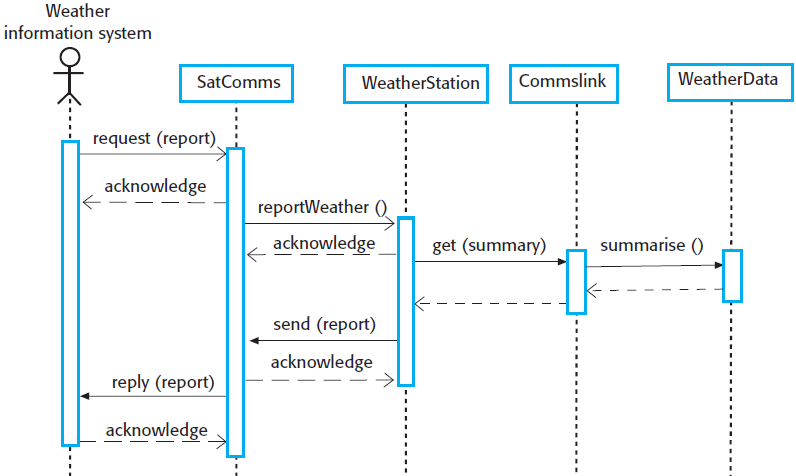 Weather
information system
SatComms
WeatherStation
Commslink
WeatherData
request (report)
acknowledge
reportWeather ()
acknowledge
get (summary)
summarise ()
send (report)
acknowledge
reply (report)
acknowledge